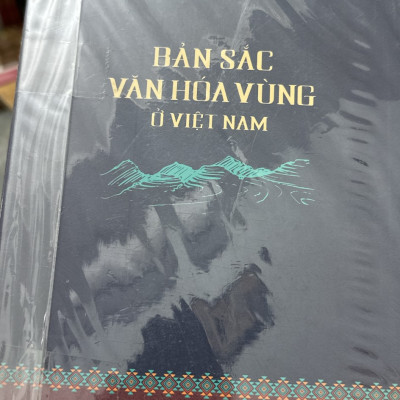 BẢN SẮC
VĂN HÓA VÙNG
Ở VIỆT NAM